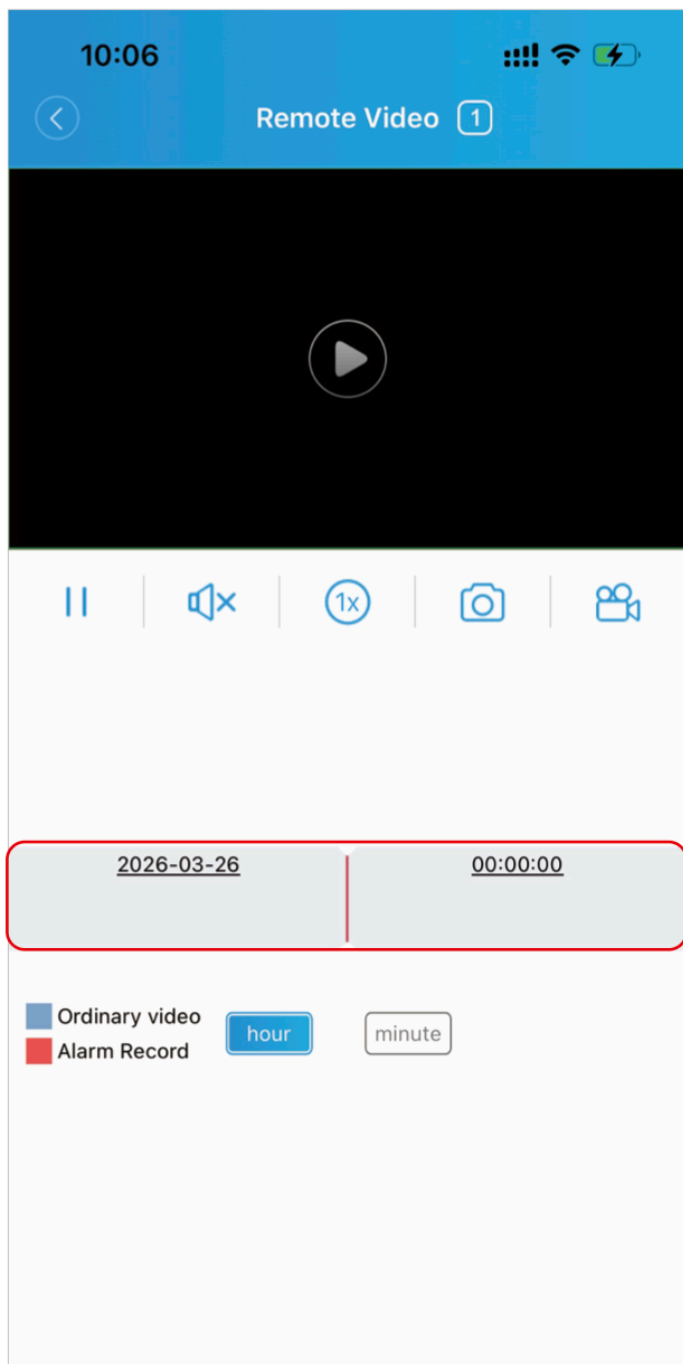 10:06
Remote Video 1
1x
2026-03-26 00:00:00
Ordinary video
Alarm Record
hour minute